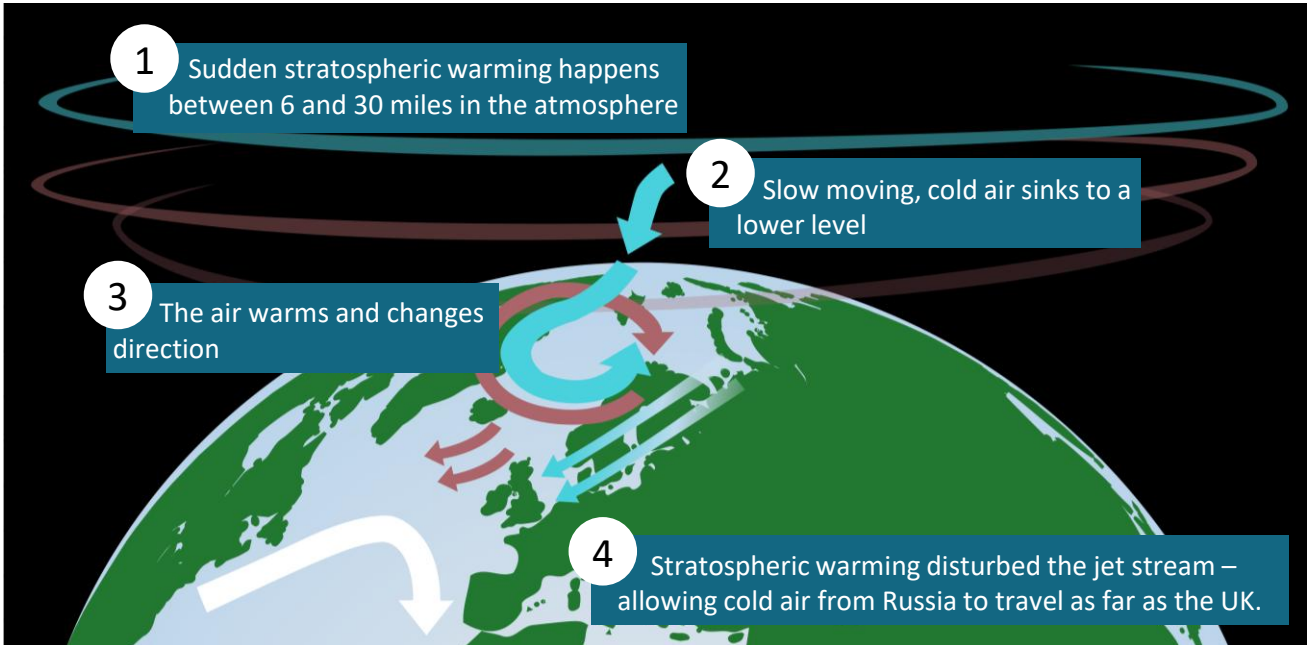 1
Sudden stratospheric warming happens
between 6 and 30 miles in the atmosphere
2
Slow moving, cold air sinks to a
lower level
3
The air warms and changes
direction
4
Stratospheric warming disturbed the jet stream –
allowing cold air from Russia to travel as far as the UK.